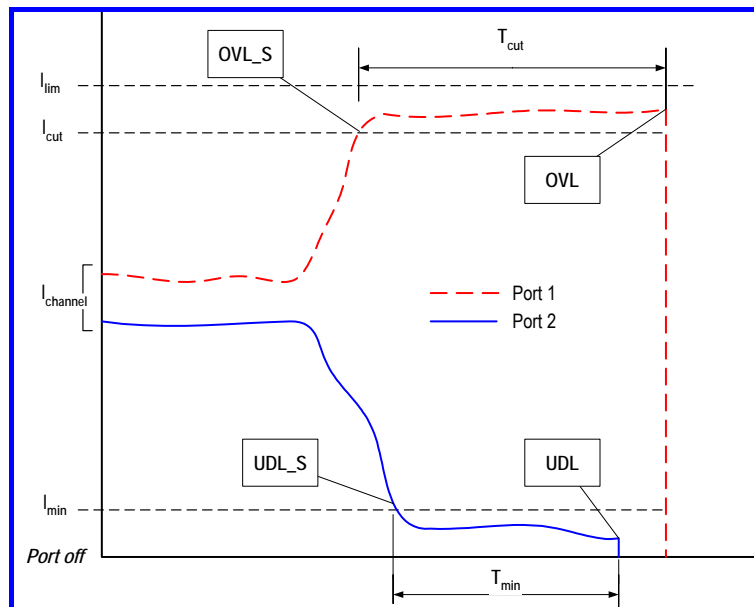 T_cut
OVL_S
I_lim
I_cut
OVL
I_channel
Port 1
Port 2
UDL_S
UDL
I_min
Port off
T_min